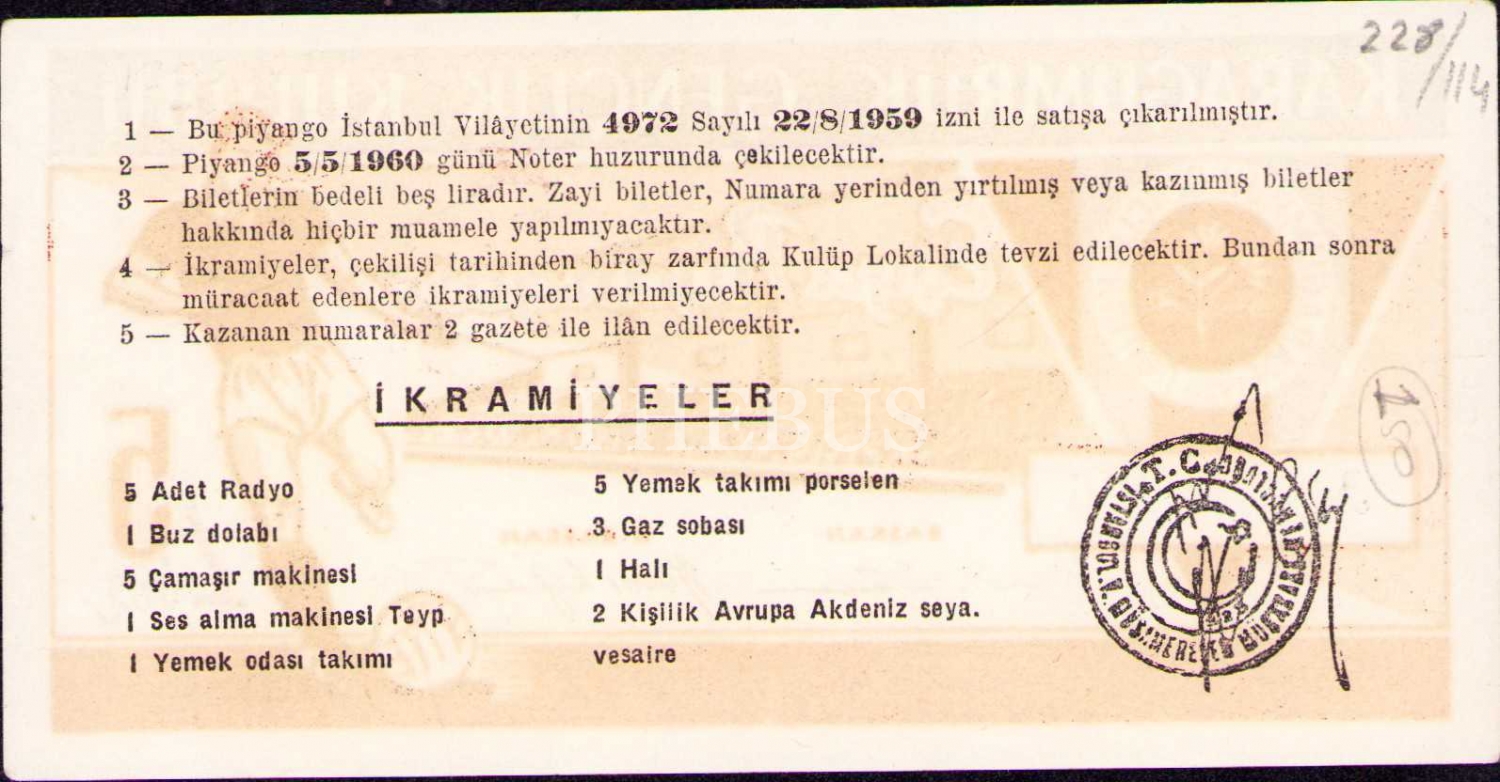 228/114
1 — Bu piyango İstanbul Vilâyetinin 4972 Sayılı 22/8/1959 izni ile satışa çıkarılmıştır.
2 — Piyango 5/5/1960 günü Noter huzurunda çekilecektir.
3 — Biletlerin bedeli beş liradır. Zayi biletler, Numara yerinden yırtılmış veya kazınmış biletler
hakkında hiçbir muamele yapılmıyacaktır.
4 — İkramiyeler, çekilişi tarihinden biray zarfında Kulüp Lokalinde tevzi edilecektir. Bundan sonra
müracaat edenlere ikramiyeleri verilmiyecektir.
5 — Kazanan numaralar 2 gazete ile ilân edilecektir.
İKRAMİYELER
PHEBUS
150
5 Adet Radyo
1 Buz dolabı
5 Çamaşır makinesi
1 Ses alma makinesi Teyp
1 Yemek odası takımı
5 Yemek takımı porselen
3 Gaz sobası
1 Halı
2 Kişilik Avrupa Akdeniz seya.
vesaire
T. C.